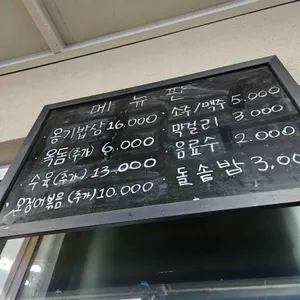 메뉴판
· 옹기밥상 16,000
· 목돔(추가) 6,000
· 수육(추가) 13,000
· 오징어볶음(추가) 10,000
· 소주/맥주 5,000
· 막걸리 3,000
· 음료수 2,000
· 돌솥밥 3,00